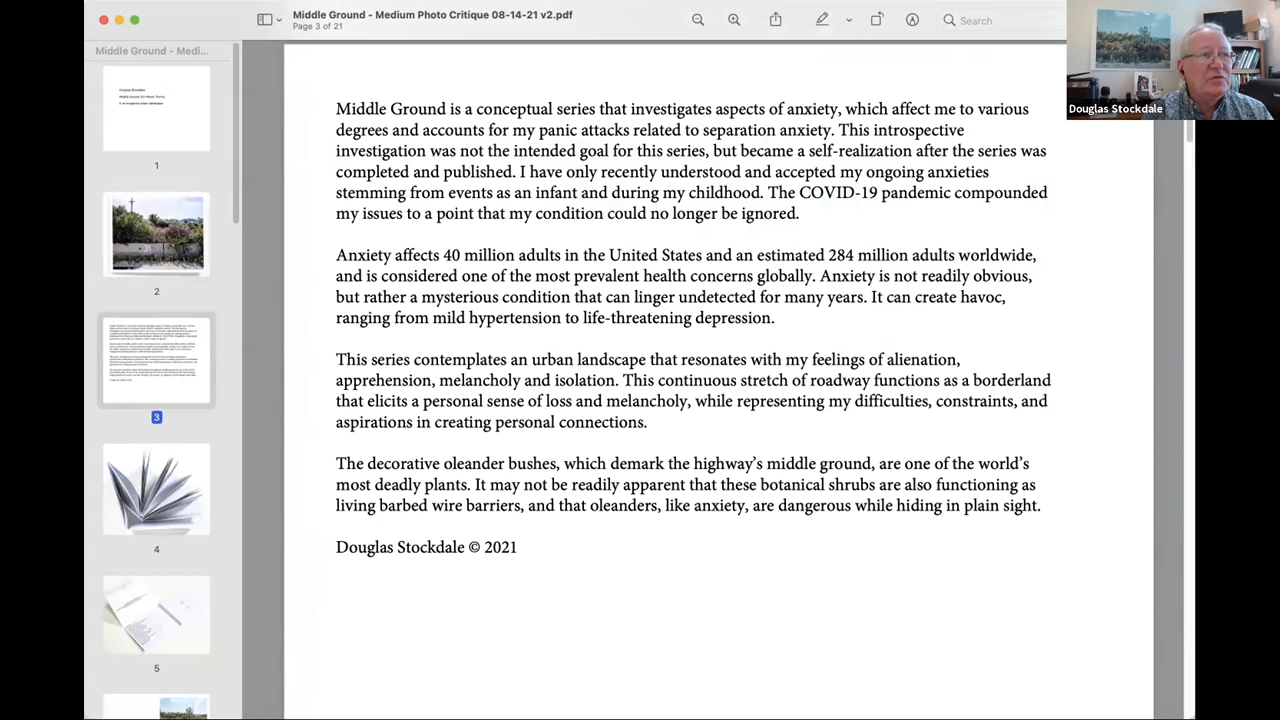 Middle Ground - Medium Photo Critique 08-14-21 v2.pdf
Page 3 of 21
Search
Middle Ground - Medi...
1
2
3
4
5
Middle Ground is a conceptual series that investigates aspects of anxiety, which affect me to various
degrees and accounts for my panic attacks related to separation anxiety. This introspective
investigation was not the intended goal for this series, but became a self-realization after the series was
completed and published. I have only recently understood and accepted my ongoing anxieties
stemming from events as an infant and during my childhood. The COVID-19 pandemic compounded
my issues to a point that my condition could no longer be ignored.
Anxiety affects 40 million adults in the United States and an estimated 284 million adults worldwide,
and is considered one of the most prevalent health concerns globally. Anxiety is not readily obvious,
but rather a mysterious condition that can linger undetected for many years. It can create havoc,
ranging from mild hypertension to life-threatening depression.
This series contemplates an urban landscape that resonates with my feelings of alienation,
apprehension, melancholy and isolation. This continuous stretch of roadway functions as a borderland
that elicits a personal sense of loss and melancholy, while representing my difficulties, constraints, and
aspirations in creating personal connections.
The decorative oleander bushes, which demark the highway's middle ground, are one of the world's
most deadly plants. It may not be readily apparent that these botanical shrubs are also functioning as
living barbed wire barriers, and that oleanders, like anxiety, are dangerous while hiding in plain sight.
Douglas Stockdale © 2021
Douglas Stockdale